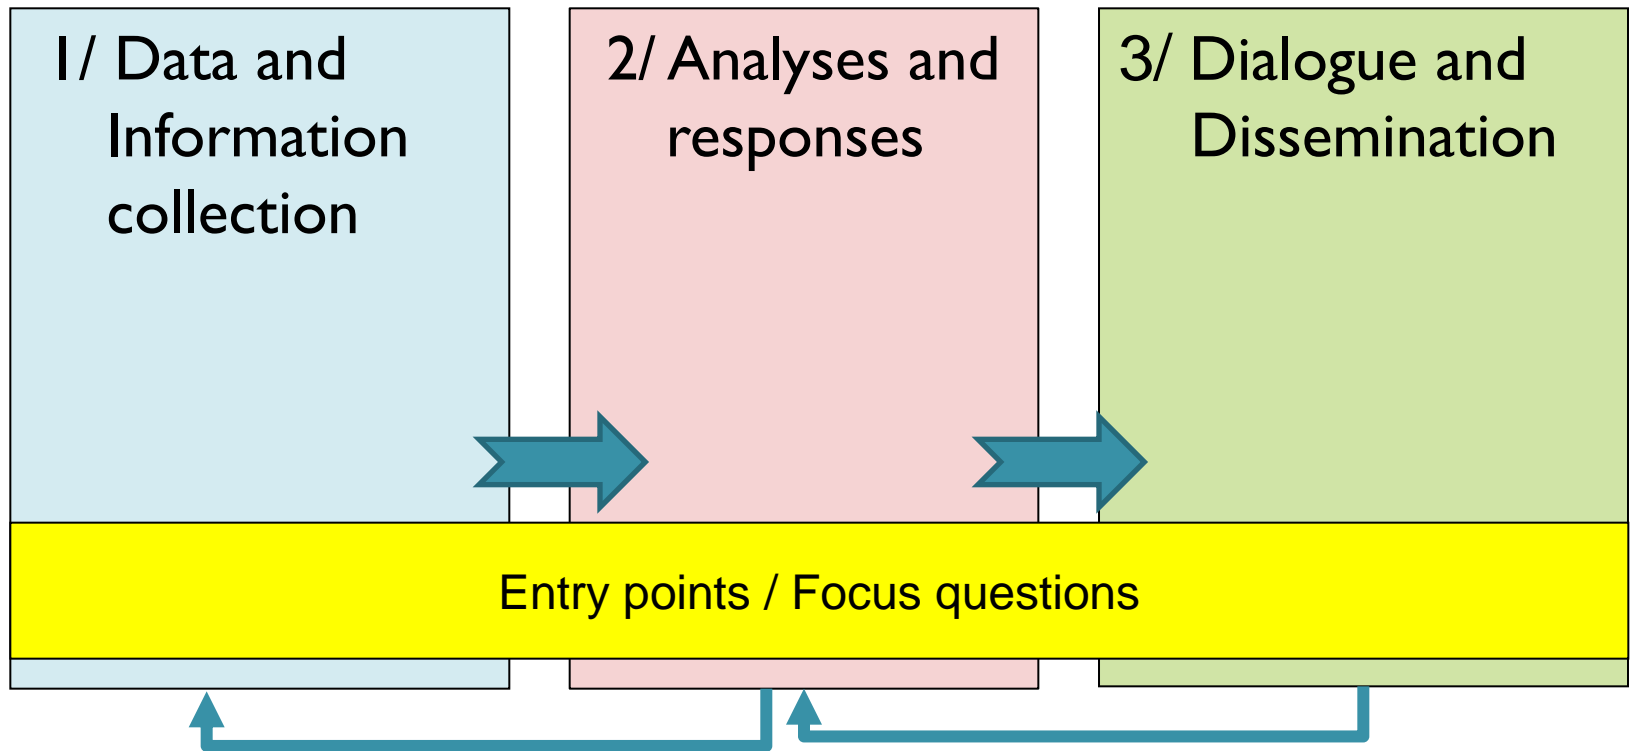 1/ Data and
Information
collection
2/ Analyses and
responses
3/ Dialogue and
Dissemination
Entry points / Focus questions